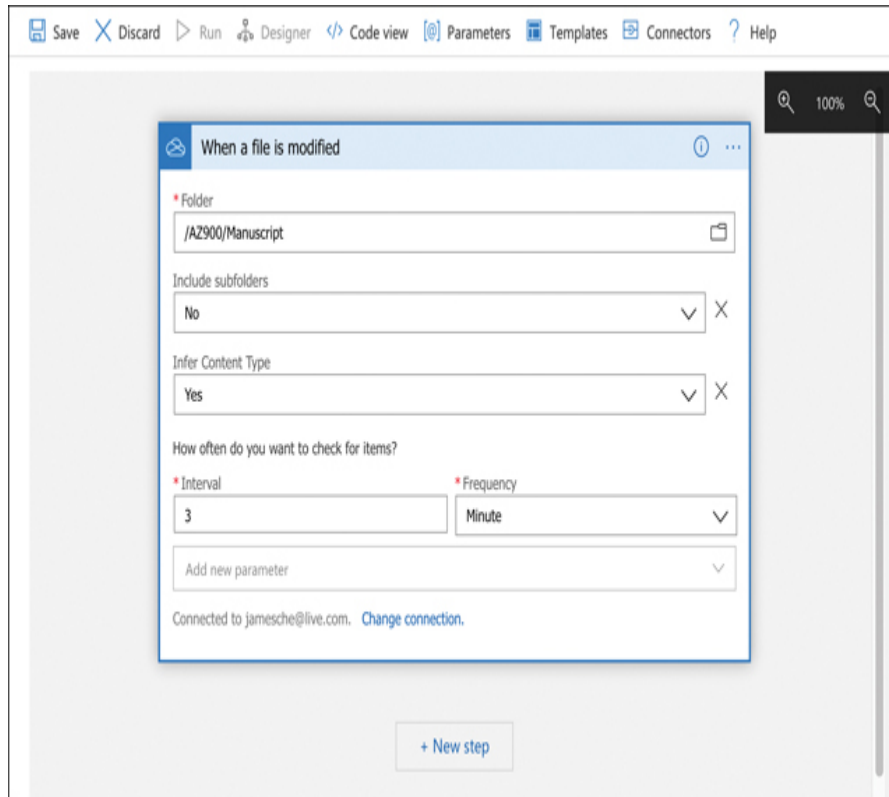 Save Discard Run Designer Code view Parameters Templates Connectors Help
100%
When a file is modified
* Folder
/AZ900/Manuscript
Include subfolders
No
Infer Content Type
Yes
How often do you want to check for items?
* Interval * Frequency
3 Minute
Add new parameter
Connected to jamesche@live.com. Change connection.
+ New step